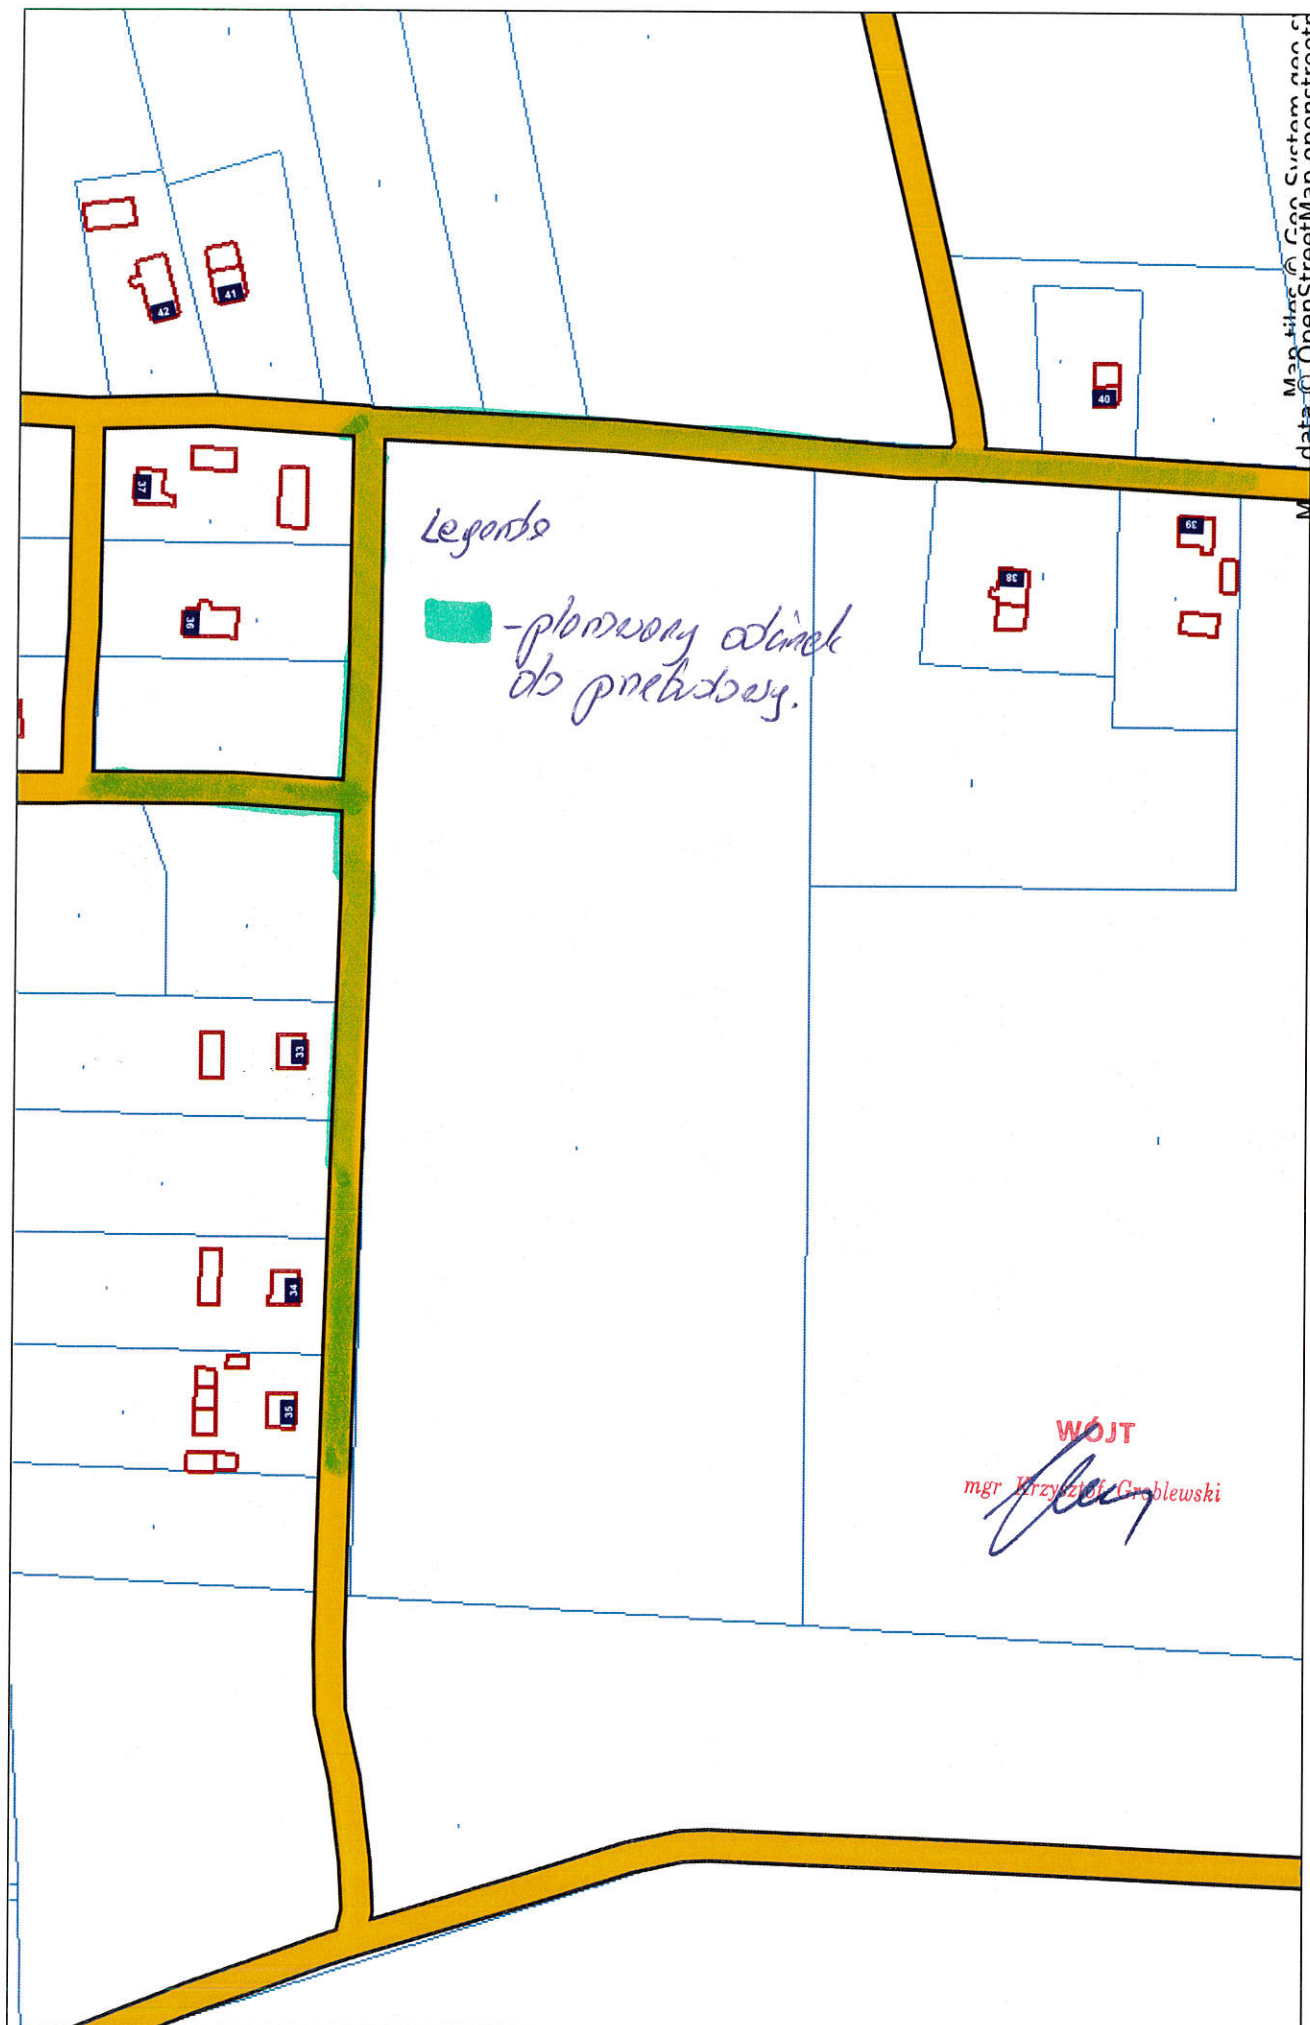 Map tiles © Geo-System geo-s
M data © OpenStreetMap openstreetm
42
41
40
37
39
38
36
Legenda
- planowany odcinek
do przebudowy.
33
34
35
WÓJT
mgr Krzysztof Groblewski